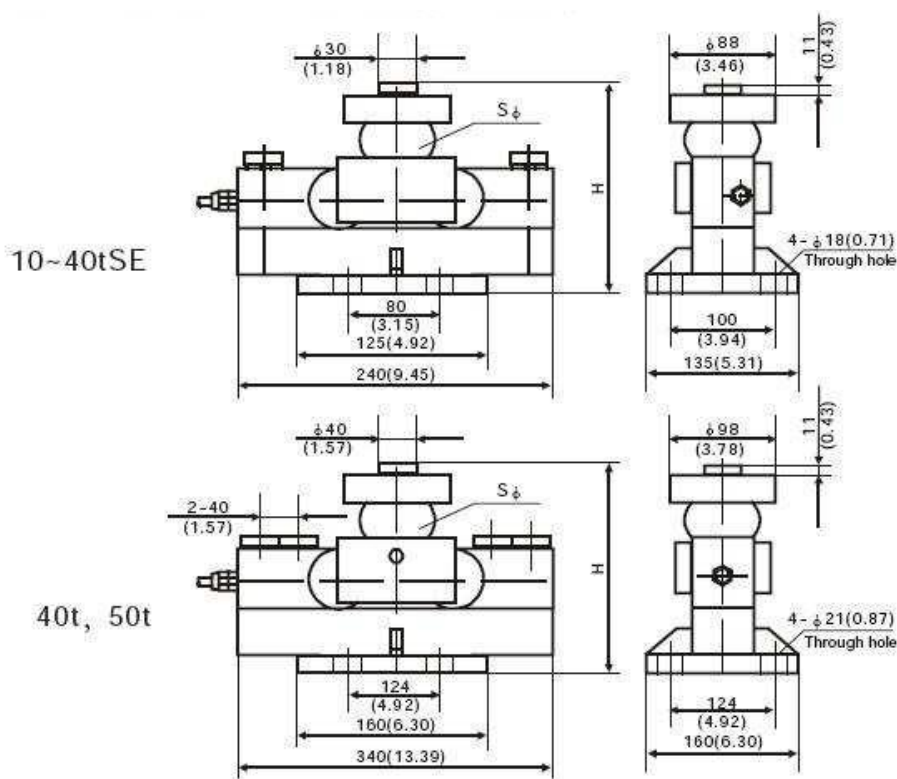 ϕ30
(1.18)
ϕ88
(3.46)
11
(0.43)
Sϕ
H
10~40tSE
4-ϕ18(0.71)
Through hole
80
(3.15)
125(4.92)
240(9.45)
100
(3.94)
135(5.31)
ϕ40
(1.57)
ϕ98
(3.78)
11
(0.43)
Sϕ
2-40
(1.57)
H
40t, 50t
4-ϕ21(0.87)
Through hole
124
(4.92)
160(6.30)
340(13.39)
124
(4.92)
160(6.30)